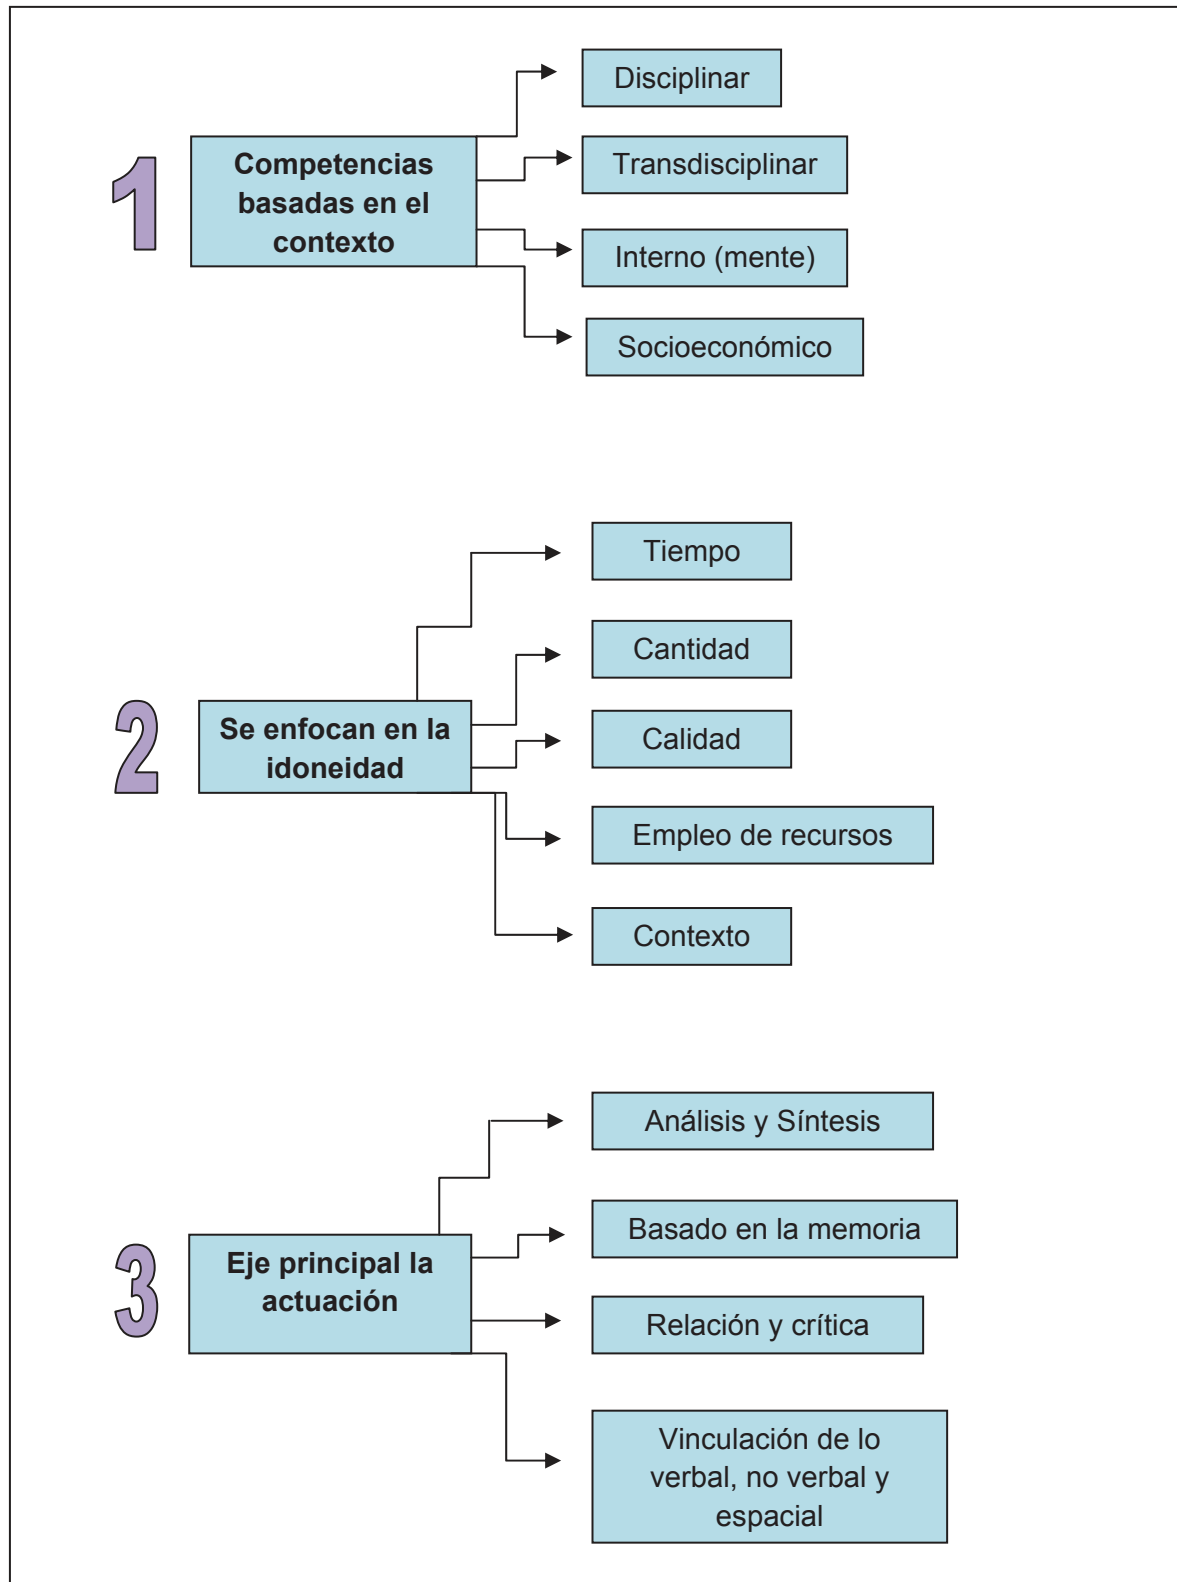 1
Competencias
basadas en el
contexto
Disciplinar
Transdisciplinar
Interno (mente)
Socioeconómico
2
Se enfocan en la
idoneidad
Tiempo
Cantidad
Calidad
Empleo de recursos
Contexto
3
Eje principal la
actuación
Análisis y Síntesis
Basado en la memoria
Relación y crítica
Vinculación de lo
verbal, no verbal y
espacial